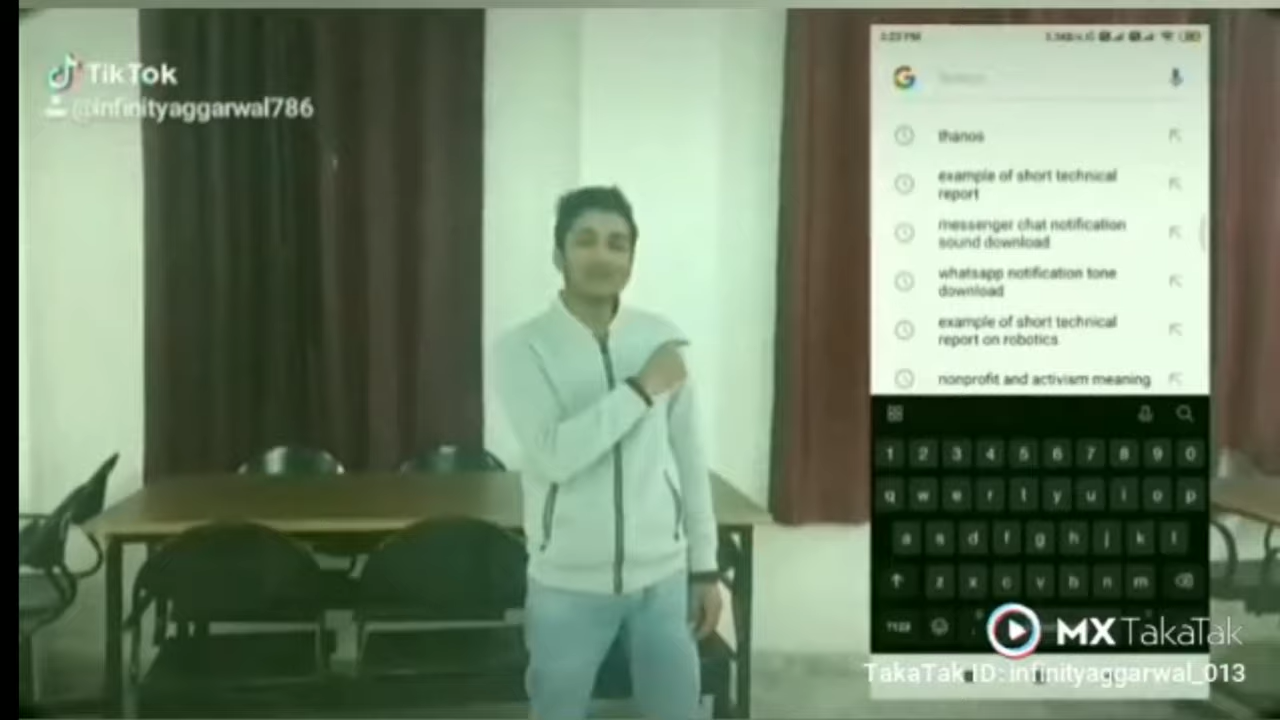 TikTok
@infinityaggarwal786
thanos
example of short technical
report
messenger chat notification
sound download
whatsapp notification tone
download
example of short technical
report on robotics
nonprofit and activism meaning
1 2 3 4 5 6 7 8 9 0
q w e r t y u i o p
a s d f g h j k l
z x c v b n m
MX TakaTak
TakaTak ID: infinityaggarwal_013